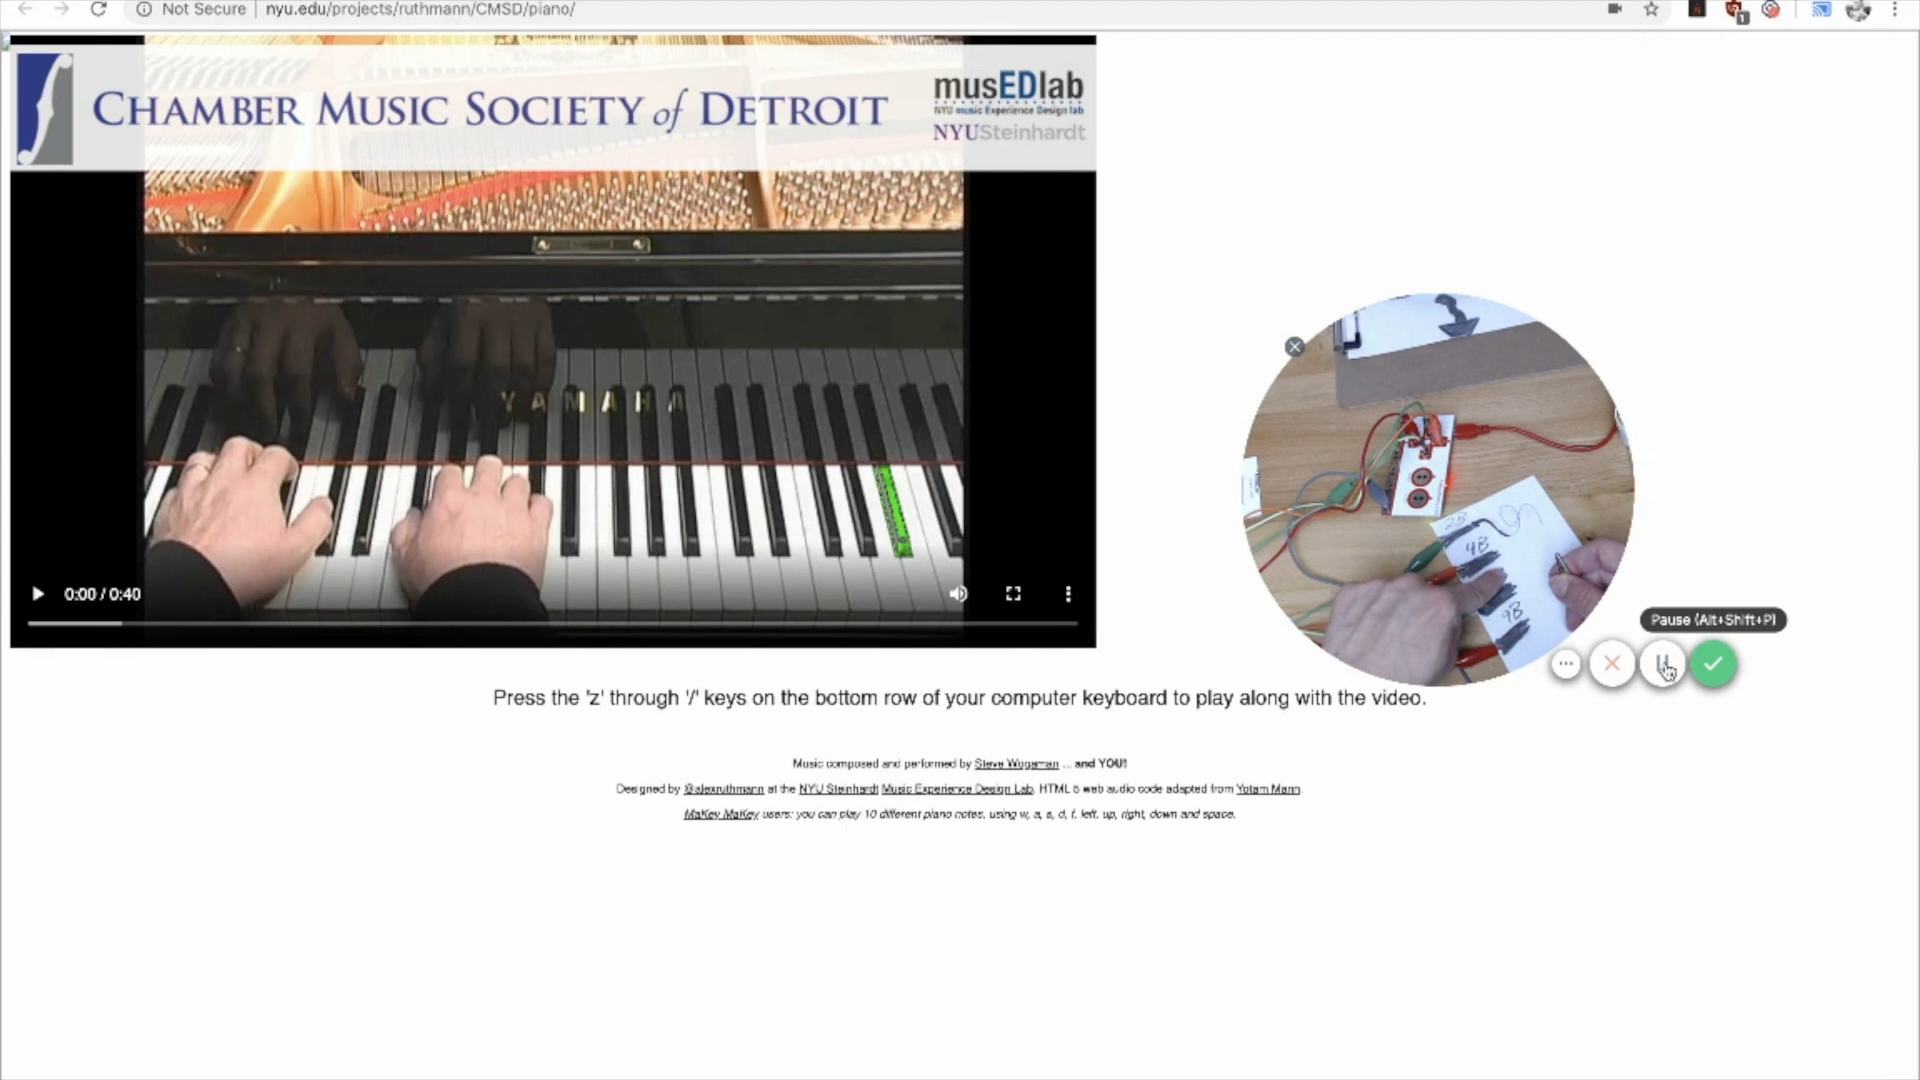 Not Secure | nyu.edu/projects/ruthmann/CMSD/piano/
1
CHAMBER MUSIC SOCIETY of DETROIT
musEDlab
NYU music Experience Design lab
NYUSteinhardt
YAMAHA
0:00 / 0:40
2B
4B
9B
Pause (Alt+Shift+P)
Press the 'z' through '/' keys on the bottom row of your computer keyboard to play along with the video.
Music composed and performed by Steve Wogaman ... and YOU!
Designed by @alexruthmann at the NYU Steinhardt Music Experience Design Lab. HTML 5 web audio code adapted from Yotam Mann.
MaKey MaKey users: you can play 10 different piano notes, using w, a, s, d, f, left, up, right, down and space.